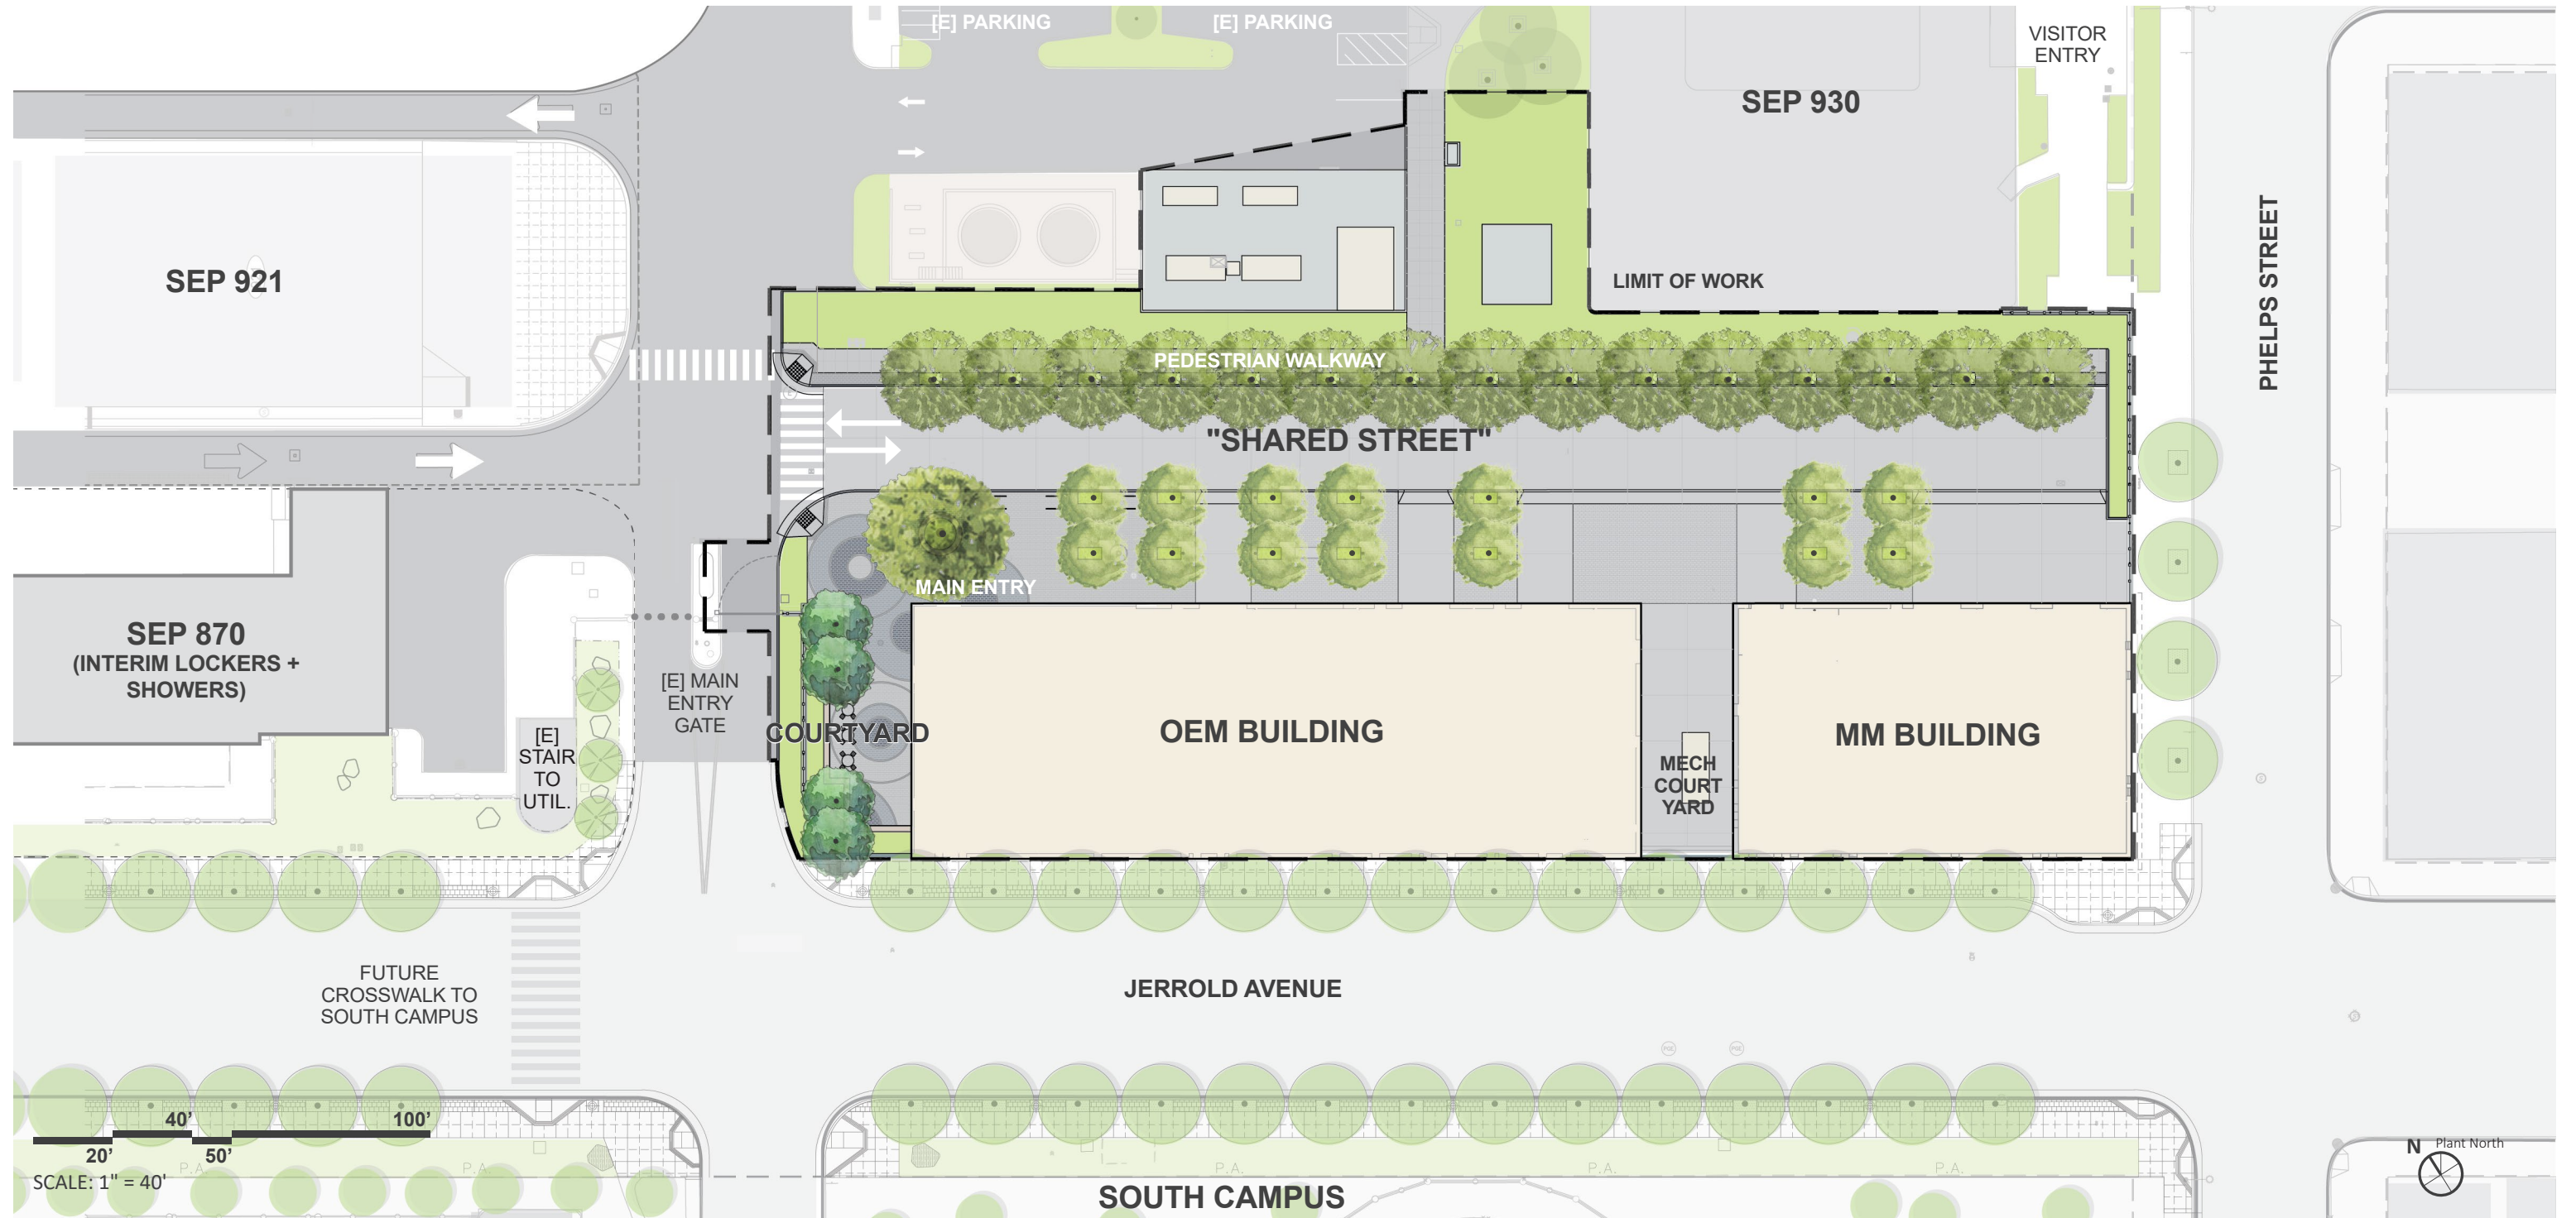 [E] PARKING
[E] PARKING
VISITOR
ENTRY
SEP 930
PHELPS STREET
SEP 921
LIMIT OF WORK
PEDESTRIAN WALKWAY
"SHARED STREET"
MAIN ENTRY
SEP 870
(INTERIM LOCKERS +
SHOWERS)
[E] MAIN
ENTRY
GATE
[E]
STAIR
TO
UTIL.
COURTYARD
OEM BUILDING
MECH
COURT
YARD
MM BUILDING
FUTURE
CROSSWALK TO
SOUTH CAMPUS
JERROLD AVENUE
40'
100'
20'
50'
SCALE: 1" = 40'
P.A.
P.A.
P.A.
P.A.
P.A.
SOUTH CAMPUS
N
Plant North